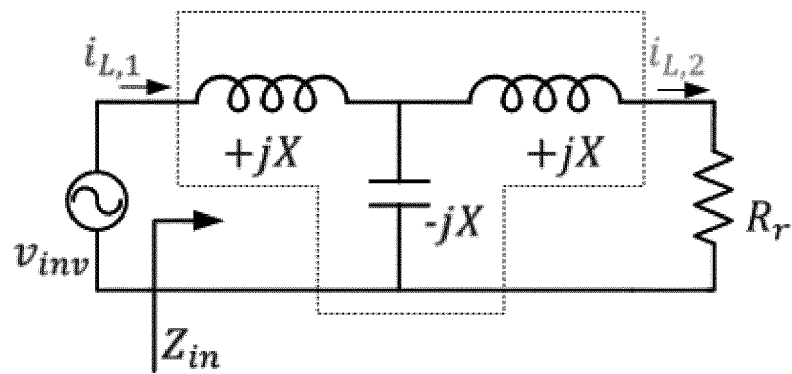 i_{L,1}
i_{L,2}
+jX
+jX
-jX
R_r
v_{inv}
Z_{in}